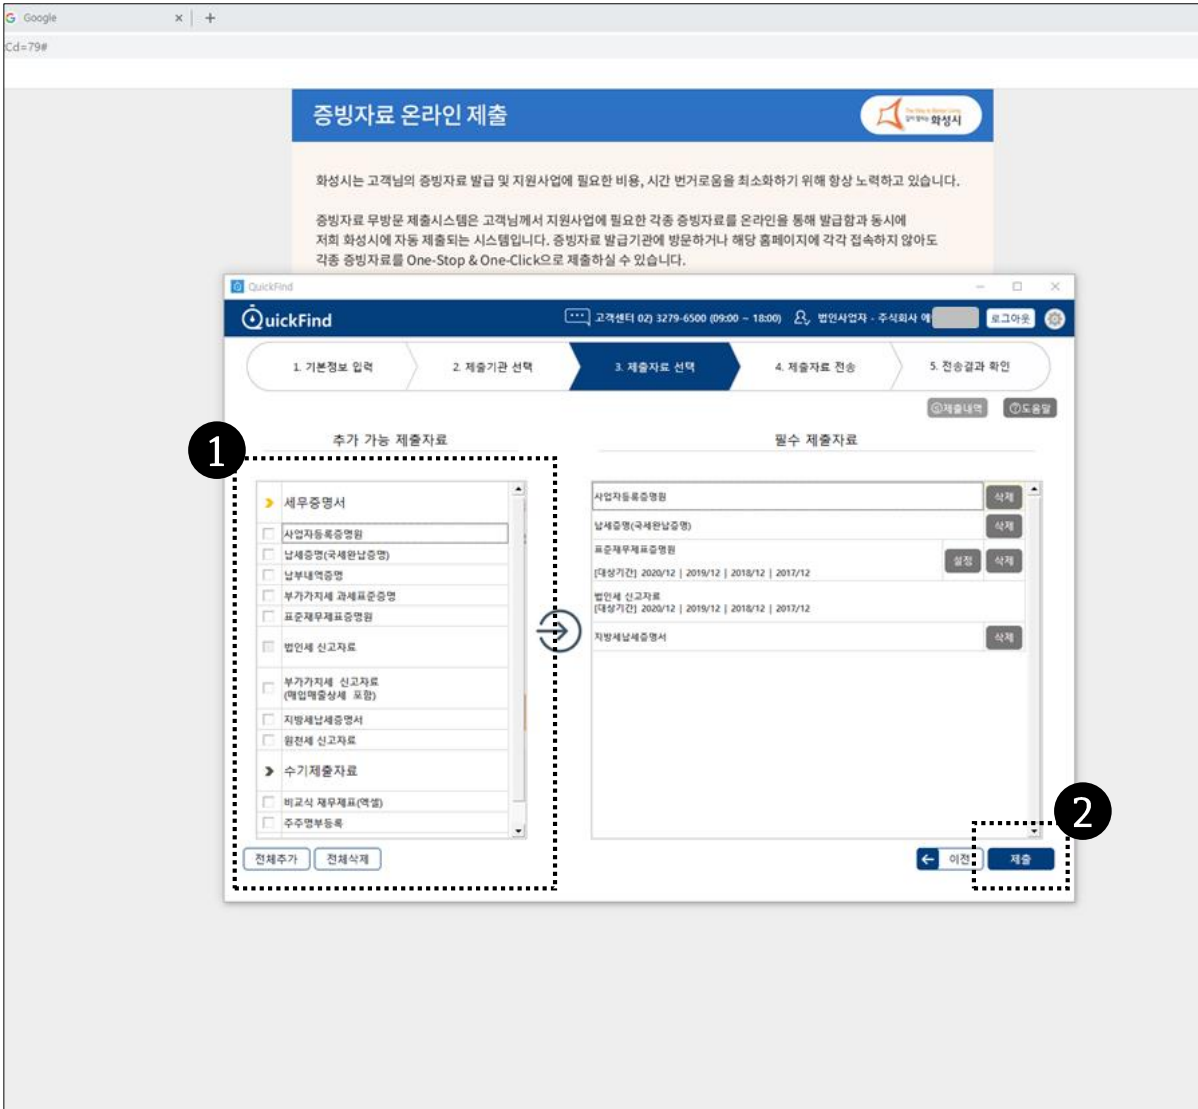 Google
Cd=79#
증빙자료 온라인 제출
화성시
화성시는 고객님의 증빙자료 발급 및 지원사업에 필요한 비용, 시간 번거로움을 최소화하기 위해 항상 노력하고 있습니다.
증빙자료 무방문 제출시스템은 고객님께서 지원사업에 필요한 각종 증빙자료를 온라인을 통해 발급함과 동시에
저희 화성시에 자동 제출되는 시스템입니다. 증빙자료 발급기관에 방문하거나 해당 홈페이지에 각각 접속하지 않아도
각종 증빙자료를 One-Stop & One-Click으로 제출하실 수 있습니다.
QuickFind
QuickFind
고객센터 02) 3279-6500 (09:00 ~ 18:00) 법인사업자 - 주식회사 에 로그아웃
1. 기본정보 입력 2. 제출기관 선택 3. 제출자료 선택 4. 제출자료 전송 5. 전송결과 확인
제출내역 도움말
1
추가 가능 제출자료
세무증명서
사업자등록증명원
납세증명(국세완납증명)
납부내역증명
부가가치세 과세표준증명
표준재무제표증명원
법인세 신고자료
부가가치세 신고자료
(매입매출상세 포함)
지방세납세증명서
원천세 신고자료
수기제출자료
비교식 재무제표(엑셀)
주주명부등록
전체추가 전체삭제
필수 제출자료
사업자등록증명원 삭제
납세증명(국세완납증명) 삭제
표준재무제표증명원 설정 삭제
[대상기간] 2020/12 | 2019/12 | 2018/12 | 2017/12
법인세 신고자료
[대상기간] 2020/12 | 2019/12 | 2018/12 | 2017/12
지방세납세증명서 삭제
2
이전 제출